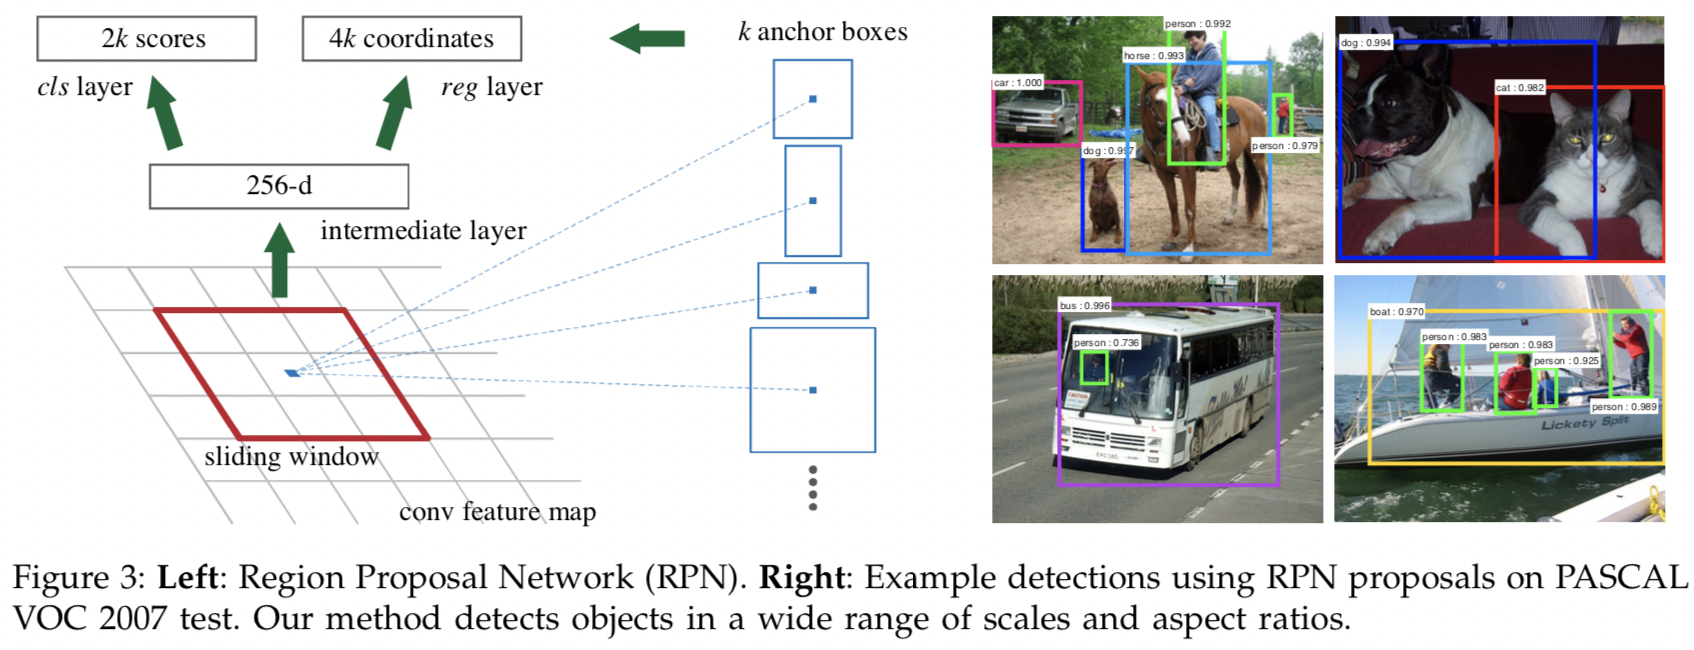 2k scores
4k coordinates
k anchor boxes
cls layer
reg layer
256-d
intermediate layer
sliding window
conv feature map
person : 0.992
horse : 0.993
car : 1.000
dog : 0.997
person : 0.979
dog : 0.994
cat : 0.982
bus : 0.996
person : 0.736
boat : 0.970
person : 0.983
person : 0.983
person : 0.925
person : 0.989
Lickety Split
Figure 3: Left: Region Proposal Network (RPN). Right: Example detections using RPN proposals on PASCAL
VOC 2007 test. Our method detects objects in a wide range of scales and aspect ratios.